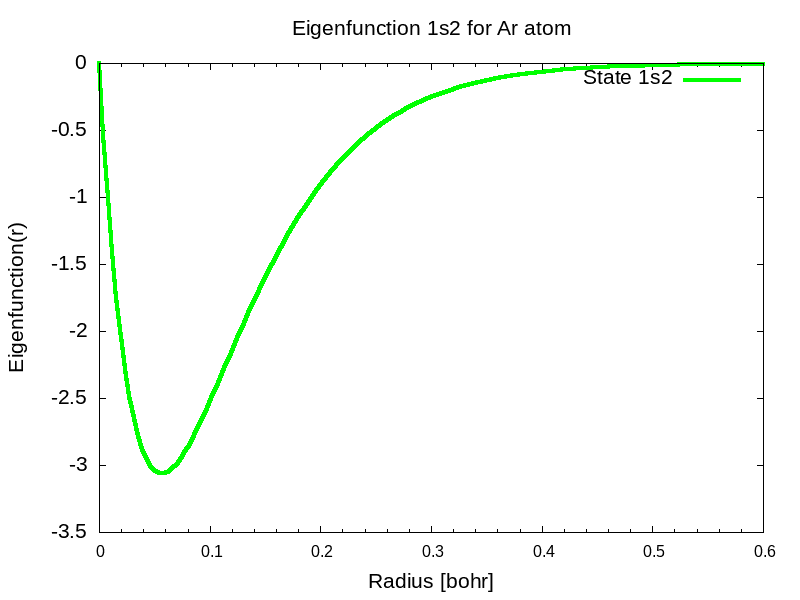 Eigenfunction 1s2 for Ar atom
0
-0.5
-1
-1.5
-2
-2.5
-3
-3.5
Eigenfunction(r)
State 1s2
0 0.1 0.2 0.3 0.4 0.5 0.6
Radius [bohr]